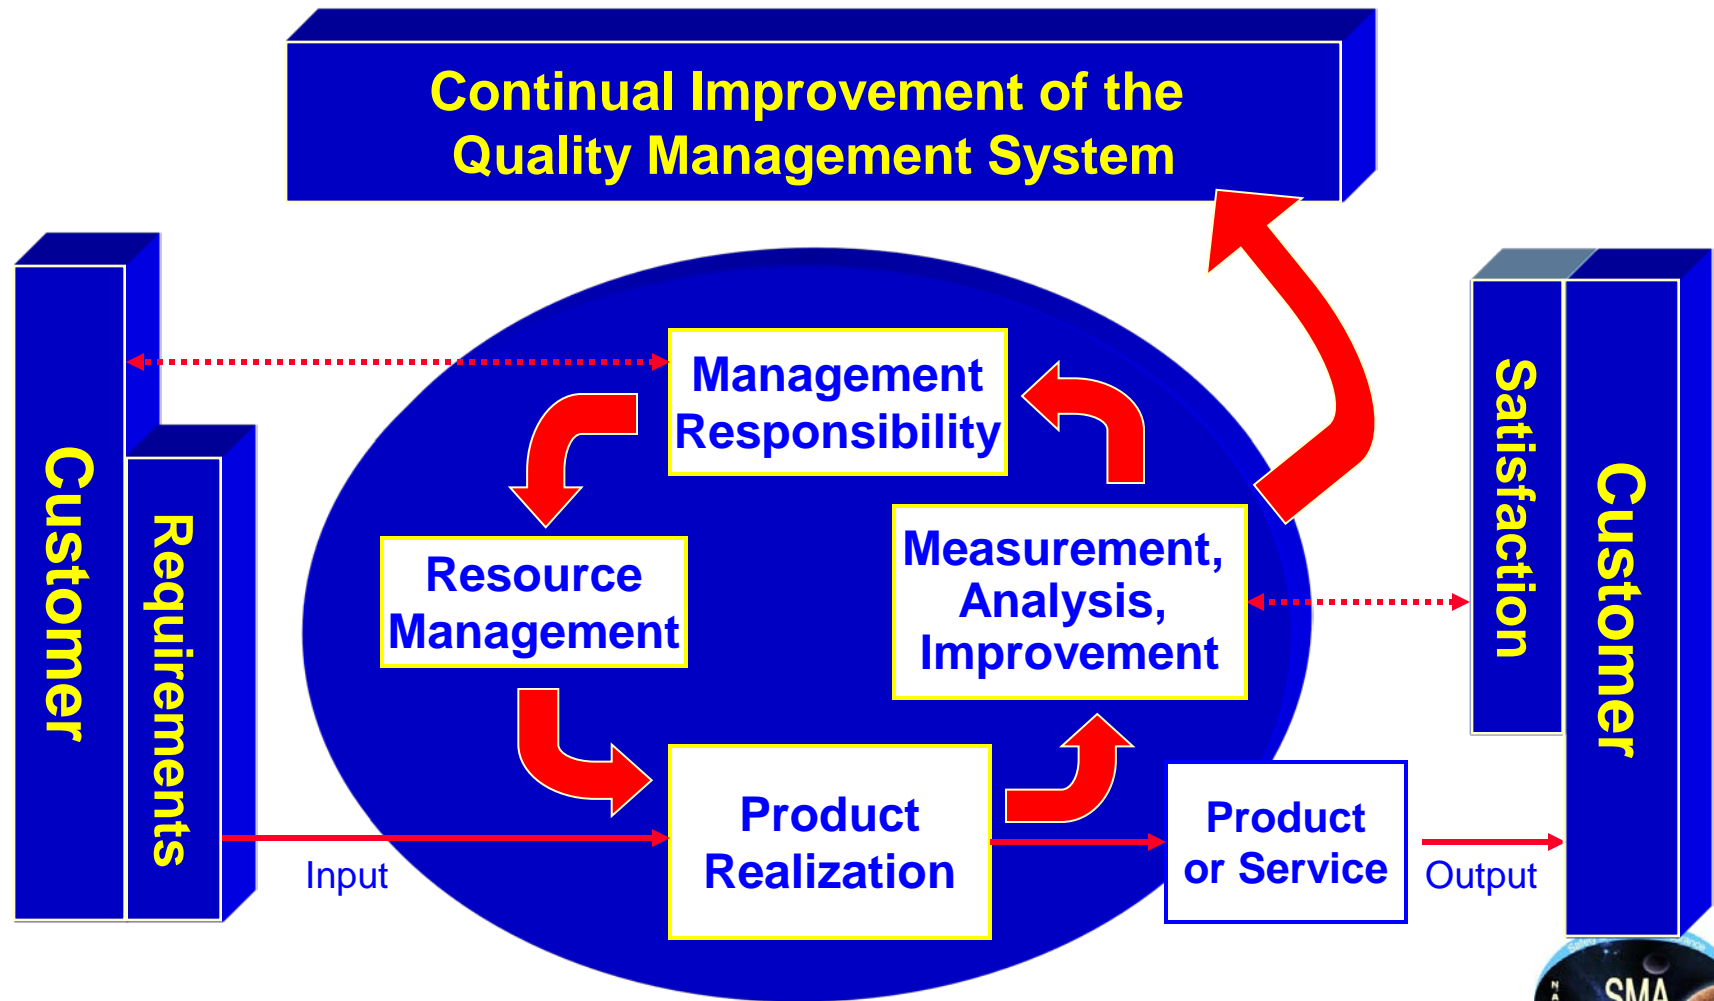 Continual Improvement of the
Quality Management System
Customer
Requirements
Management
Responsibility
Resource
Management
Measurement,
Analysis,
Improvement
Product
Realization
Product
or Service
Input
Output
Satisfaction
Customer
SMA